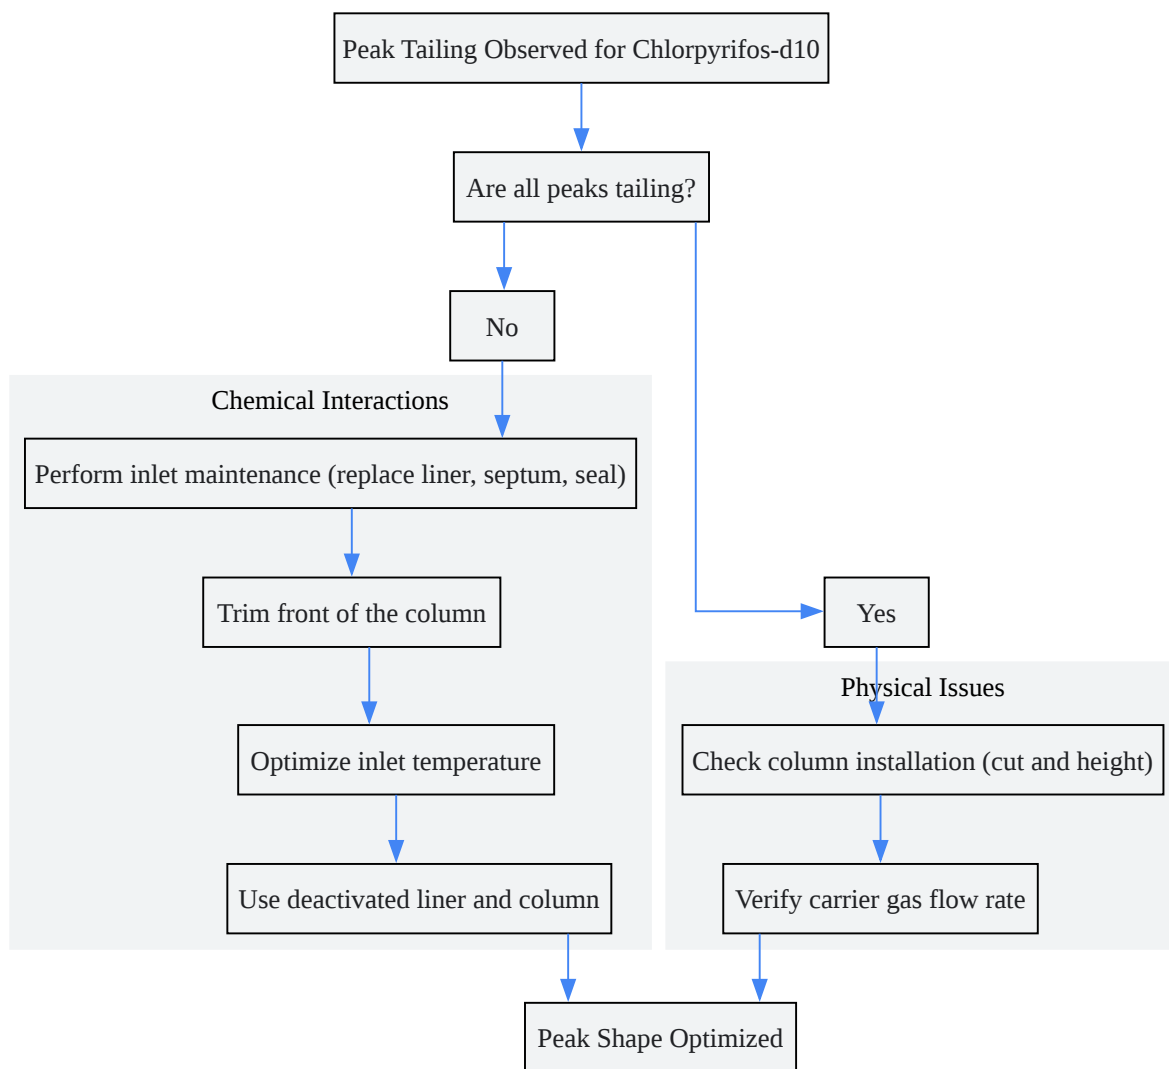 Peak Tailing Observed for Chlorpyrifos-d10
Are all peaks tailing?
No
Chemical Interactions
Perform inlet maintenance (replace liner, septum, seal)
Trim front of the column
Optimize inlet temperature
Use deactivated liner and column
Yes
Physical Issues
Check column installation (cut and height)
Verify carrier gas flow rate
Peak Shape Optimized